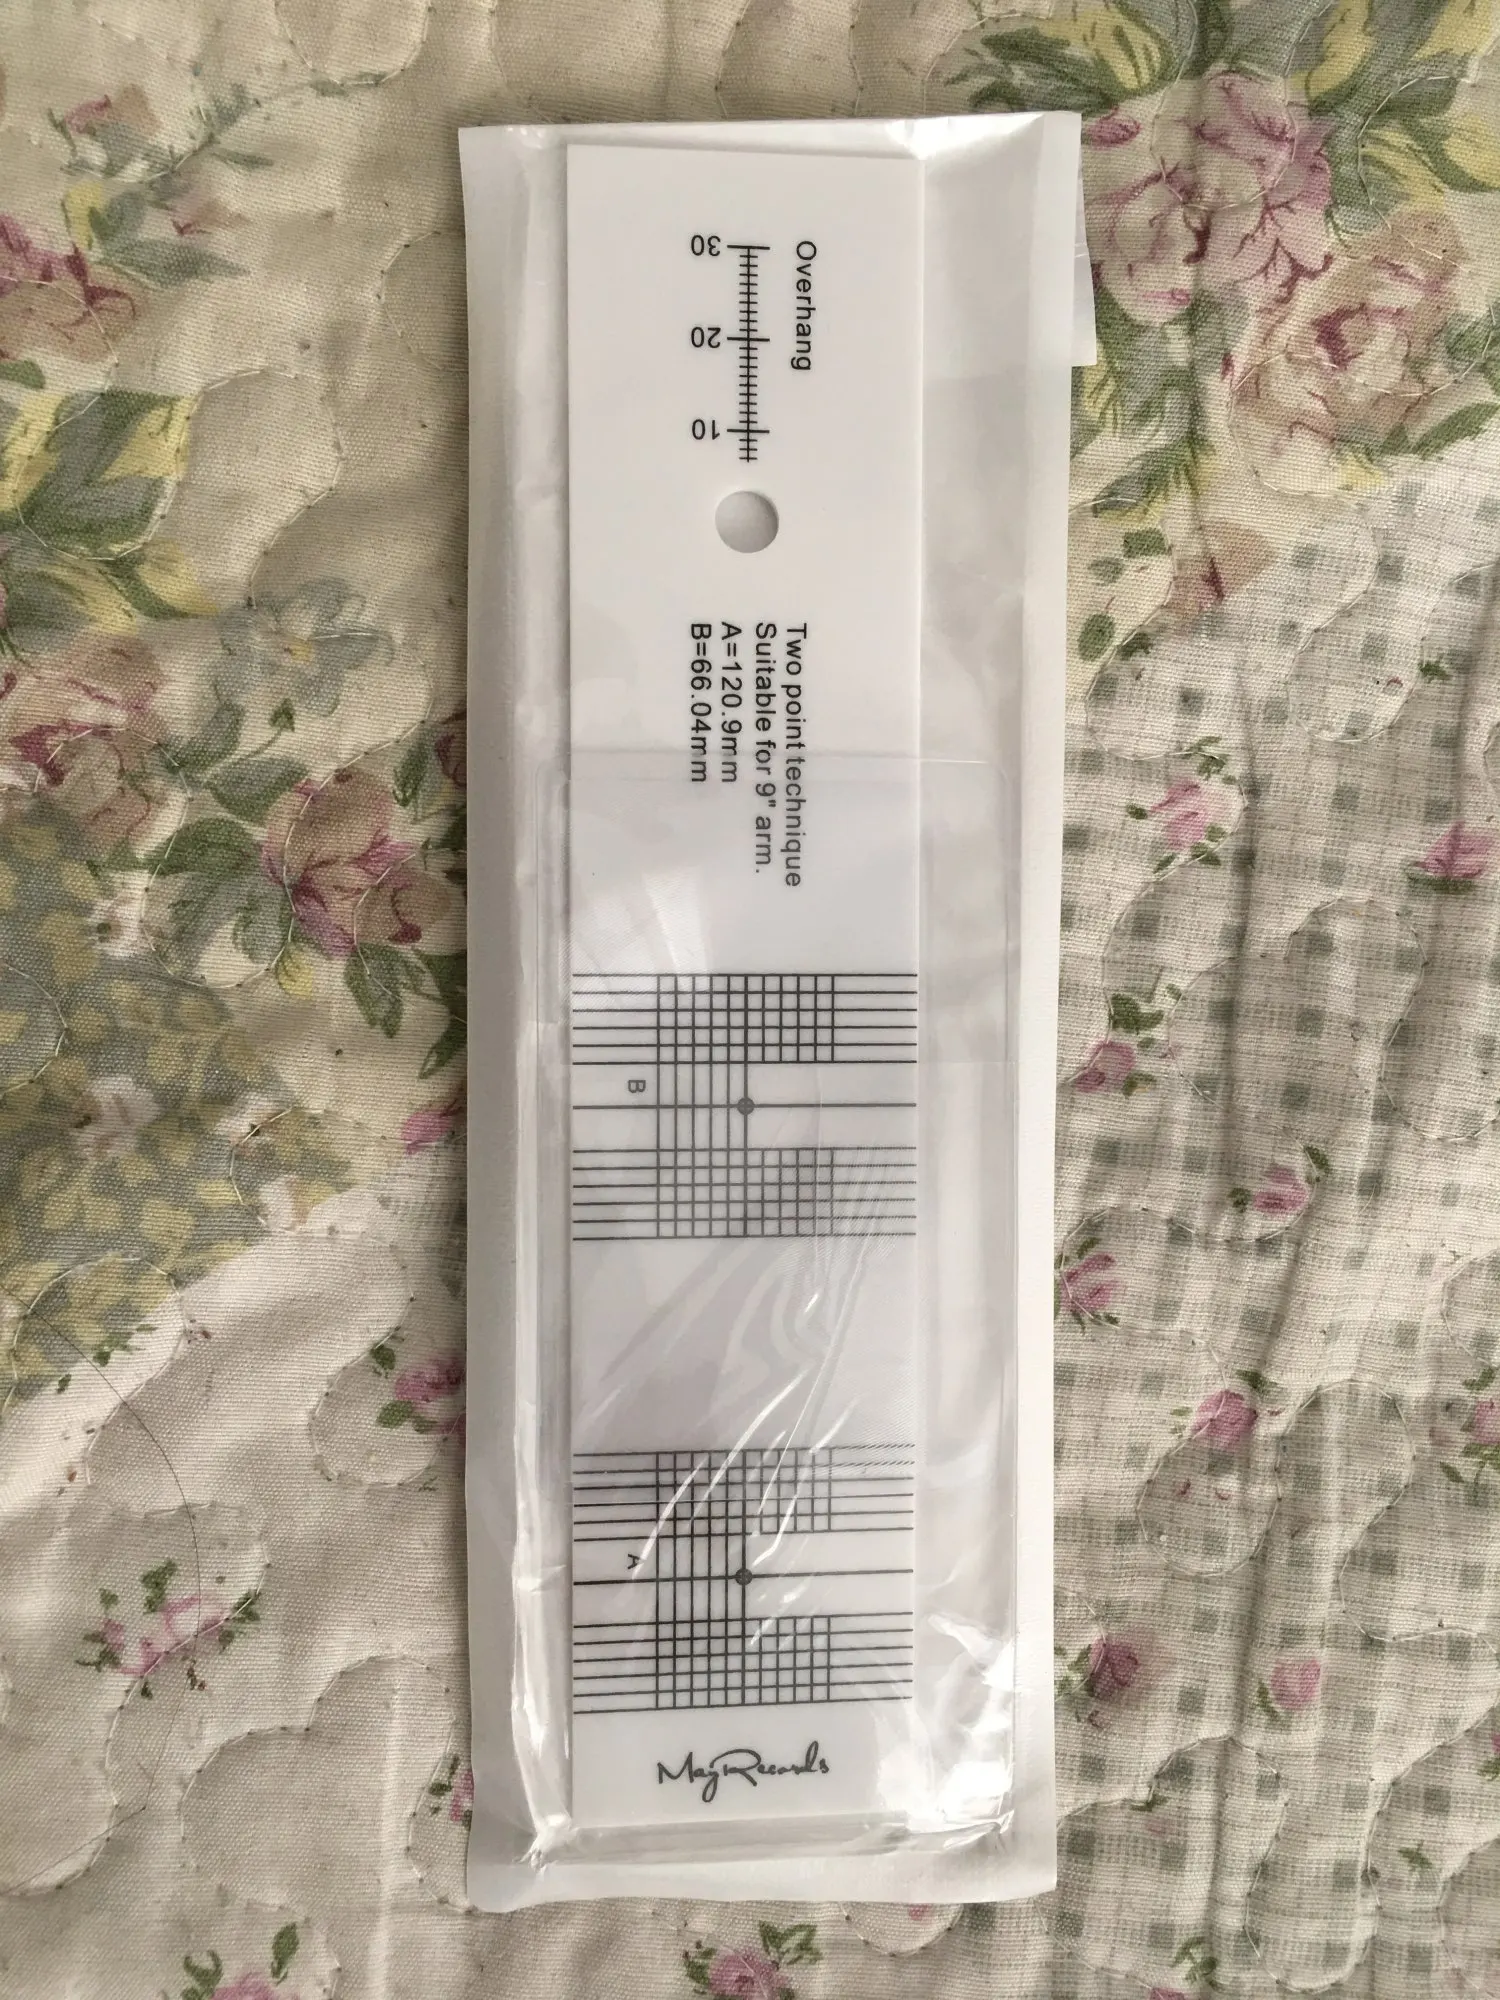 Overhang
30
20
10
Two point technique
Suitable for 9" arm.
A=120.9mm
B=66.04mm
B
A
MayRecords